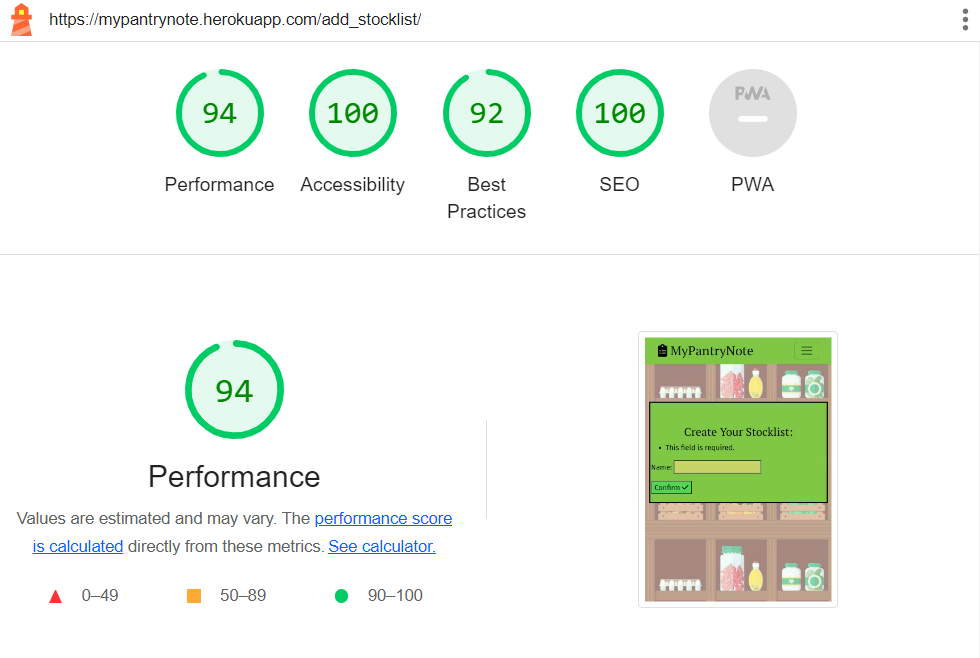 https://mypantrynote.herokuapp.com/add_stocklist/
94
100
92
100
PWA
Performance
Accessibility
Best
Practices
SEO
PWA
94
Performance
Values are estimated and may vary. The performance score
is calculated directly from these metrics. See calculator.
0–49
50–89
90–100
MyPantryNote
Create Your Stocklist:
• This field is required.
Name:
Confirm ✓